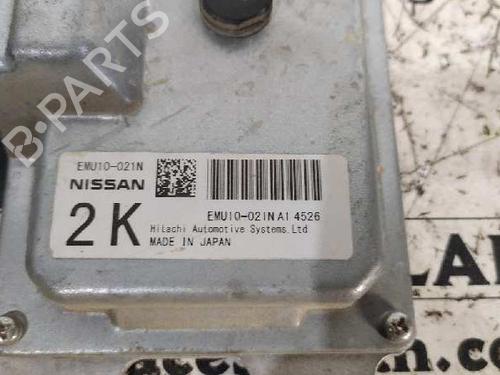 B-PARTS
EMU10-021N
NISSAN
2K
EMU10-021N A1 4526
Hitachi Automotive Systems, Ltd
MADE IN JAPAN